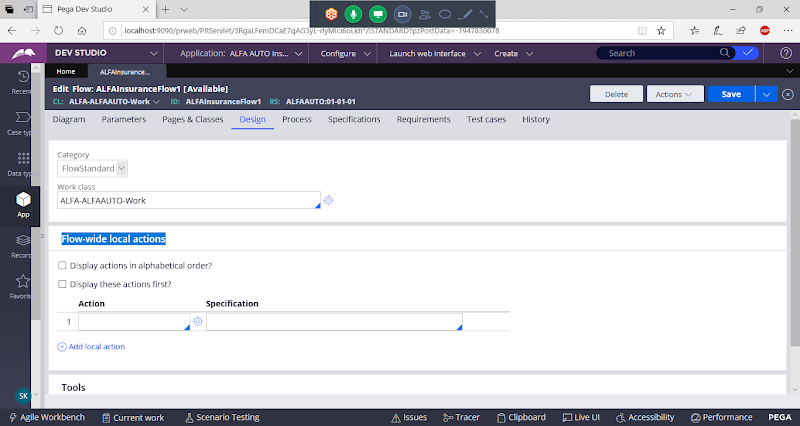 Pega Dev Studio
localhost:9090/prweb/PRServlet/3RgaLFemDCaE7qAG3yL-rlyMIci6oLkh*/!STANDARD?pzPostData=-1947830078
DEV STUDIO
Application: ALFA AUTO Ins...
Configure
Launch web interface
Create
Search
Home
ALFAInsurance...
Edit Flow: ALFAInsuranceFlow1 [Available]
CL: ALFA-ALFAAUTO-Work ID: ALFAInsuranceFlow1 RS: ALFAAUTO:01-01-01
Delete
Actions
Save
Recen
Case typ
Data typ
App
Record
Favorit
SK
Diagram
Parameters
Pages & Classes
Design
Process
Specifications
Requirements
Test cases
History
Category
FlowStandard
Work class
ALFA-ALFAAUTO-Work
Flow-wide local actions
Display actions in alphabetical order?
Display these actions first?
Action
Specification
1
Add local action
Tools
Agile Workbench
Current work
Scenario Testing
Issues
Tracer
Clipboard
Live UI
Accessibility
Performance
PEGA